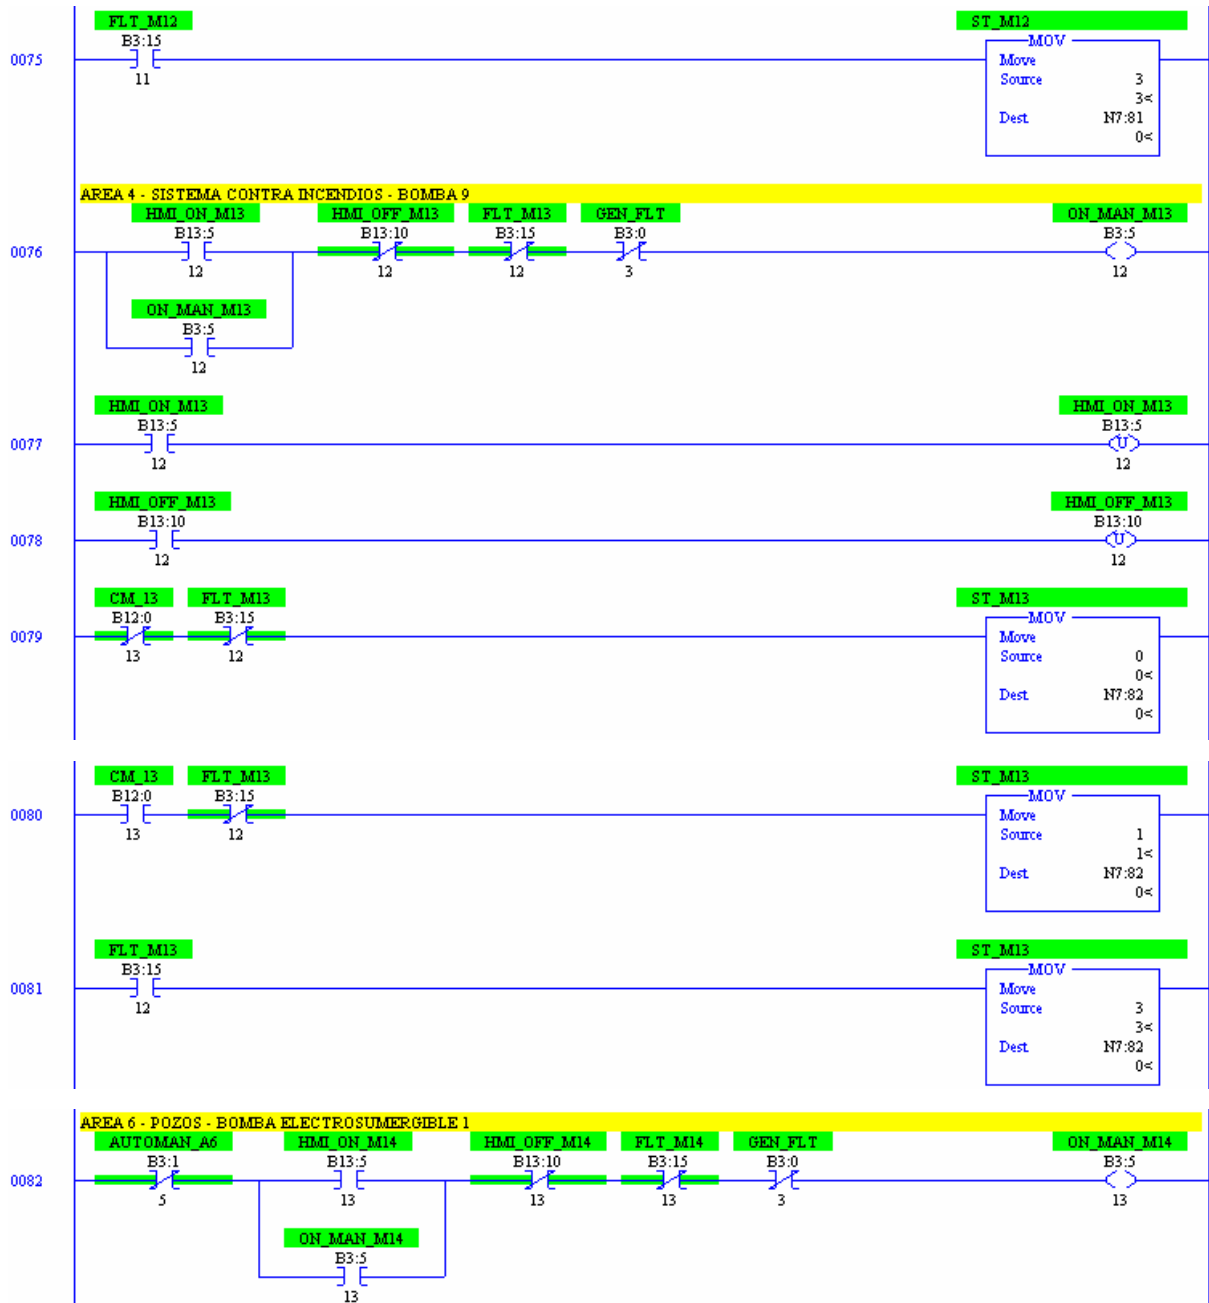 FLT_M12 ST_M12
B3:15 MOV
0075 Move
11 Source 3
3<
Dest N7:81
0<
AREA 4 - SISTEMA CONTRA INCENDIOS - BOMBA 9
HMI_ON_M13 HMI_OFF_M13 FLT_M13 GEN_FLT ON_MAN_M13
B13:5 B13:10 B3:15 B3:0 B3:5
0076
12 12 12 3 12
ON_MAN_M13
B3:5
12
HMI_ON_M13 HMI_ON_M13
B13:5 B13:5
0077 U
12 12
HMI_OFF_M13 HMI_OFF_M13
B13:10 B13:10
0078 U
12 12
CM_13 FLT_M13 ST_M13
B12:0 B3:15 MOV
0079 Move
13 12 Source 0
0<
Dest N7:82
0<
CM_13 FLT_M13 ST_M13
B12:0 B3:15 MOV
0080 Move
13 12 Source 1
1<
Dest N7:82
0<
FLT_M13 ST_M13
B3:15 MOV
0081 Move
12 Source 3
3<
Dest N7:82
0<
AREA 6 - POZOS - BOMBA ELECTROSUMERGIBLE 1
AUTOMAN_A6 HMI_ON_M14 HMI_OFF_M14 FLT_M14 GEN_FLT ON_MAN_M14
B3:1 B13:5 B13:10 B3:15 B3:0 B3:5
0082
5 13 13 13 3 13
ON_MAN_M14
B3:5
13